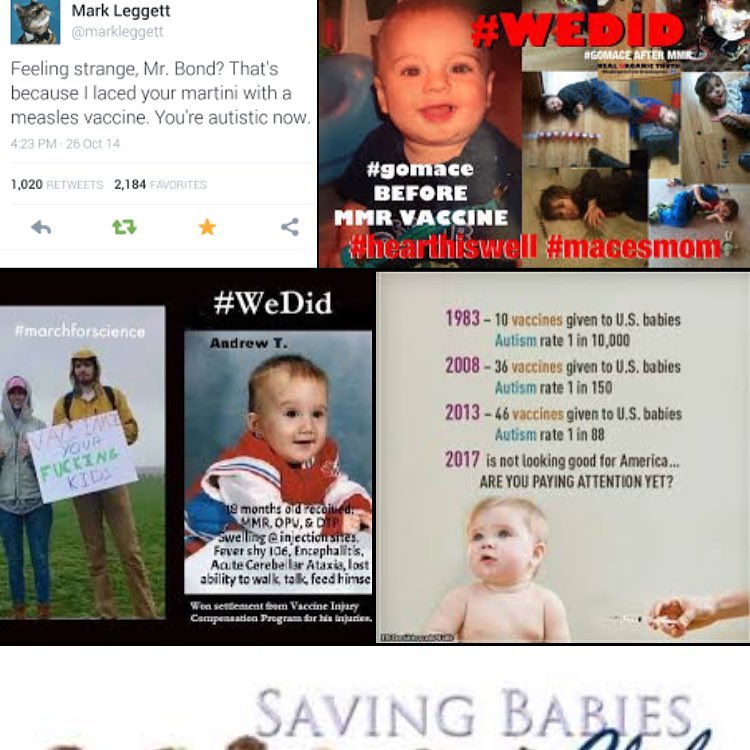 Mark Leggett
@markleggett
Feeling strange, Mr. Bond? That's
because I laced your martini with a
measles vaccine. You're autistic now.
4:23 PM · 26 Oct 14
1,020 RETWEETS 2,184 FAVORITES
#WEDID
#GOMACE AFTER MMR
#gomace
BEFORE
MMR VACCINE
#hearthiswell #macesmom
#marchforscience
YOUR
FUCKING
KIDS
#WeDid
Andrew T.
18 months old received:
MMR, OPV, & DTP
Swelling @ injection sites,
Fever shy 106, Encephalitis,
Acute Cerebellar Ataxia, lost
ability to walk, talk, feed himse
Won settlement from Vaccine Injury
Compensation Program for his injuries.
1983 – 10 vaccines given to U.S. babies
Autism rate 1 in 10,000
2008 – 36 vaccines given to U.S. babies
Autism rate 1 in 150
2013 – 46 vaccines given to U.S. babies
Autism rate 1 in 88
2017 is not looking good for America...
ARE YOU PAYING ATTENTION YET?
SAVING BABIES